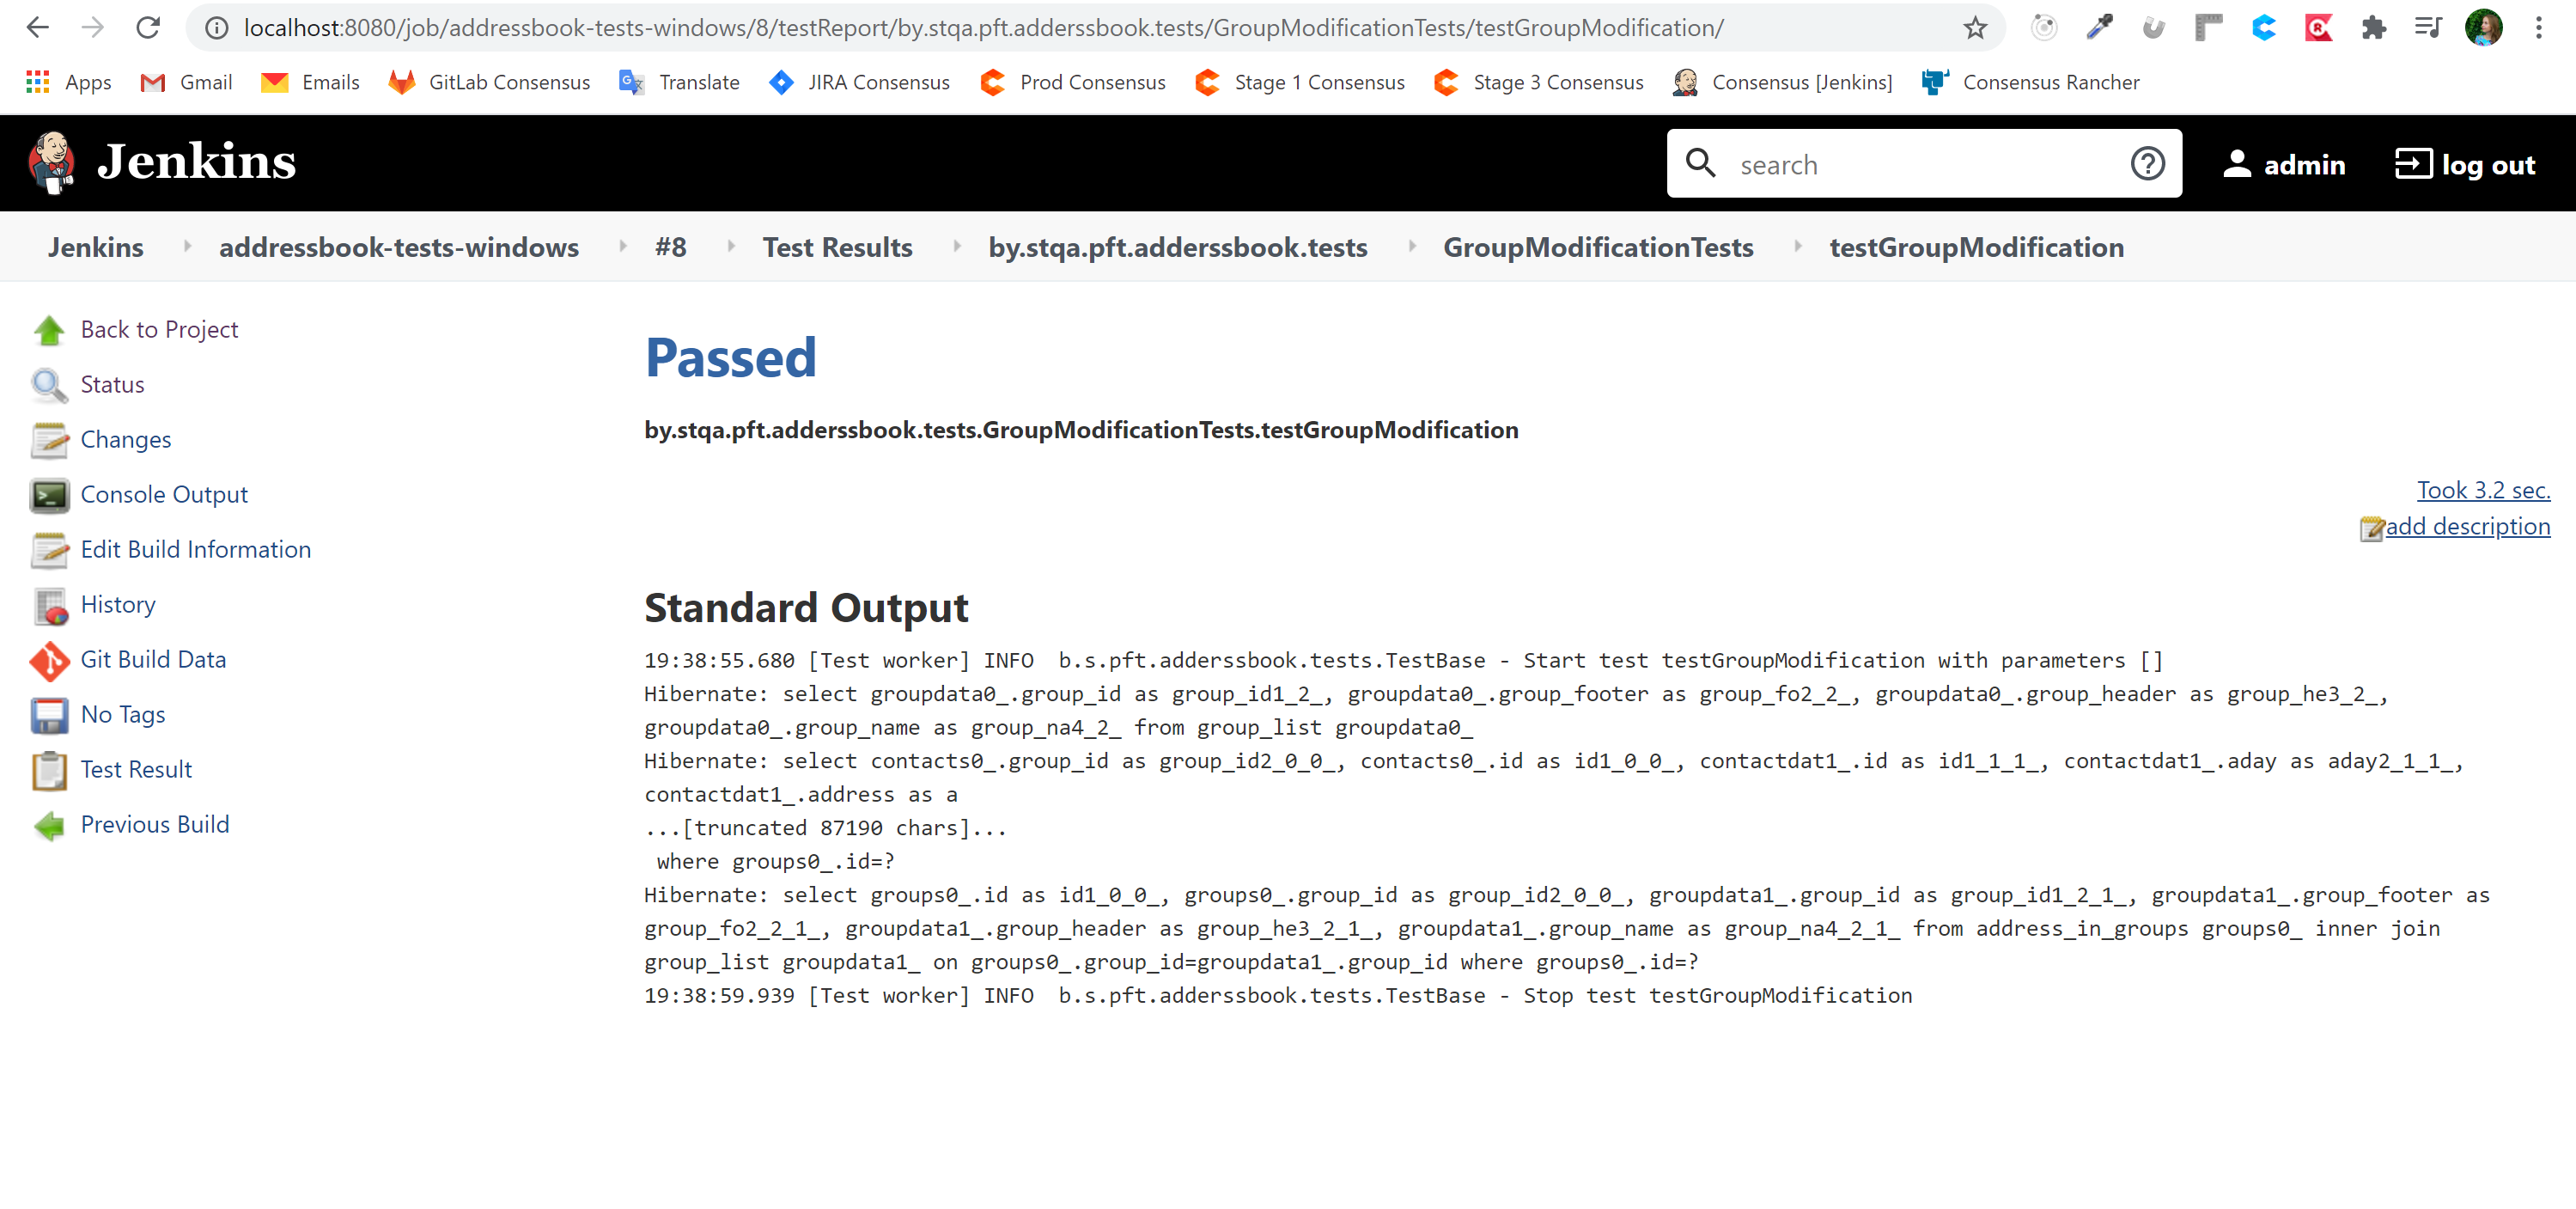 localhost:8080/job/addressbook-tests-windows/8/testReport/by.stqa.pft.adderssbook.tests/GroupModificationTests/testGroupModification/
Apps Gmail Emails GitLab Consensus Translate JIRA Consensus Prod Consensus Stage 1 Consensus Stage 3 Consensus Consensus [Jenkins] Consensus Rancher
Jenkins search admin log out
Jenkins addressbook-tests-windows #8 Test Results by.stqa.pft.adderssbook.tests GroupModificationTests testGroupModification
Back to Project
Status
Changes
Console Output
Edit Build Information
History
Git Build Data
No Tags
Test Result
Previous Build
Passed
by.stqa.pft.adderssbook.tests.GroupModificationTests.testGroupModification
Took 3.2 sec.
add description
Standard Output
19:38:55.680 [Test worker] INFO  b.s.pft.adderssbook.tests.TestBase - Start test testGroupModification with parameters []
Hibernate: select groupdata0_.group_id as group_id1_2_, groupdata0_.group_footer as group_fo2_2_, groupdata0_.group_header as group_he3_2_,
groupdata0_.group_name as group_na4_2_ from group_list groupdata0_
Hibernate: select contacts0_.group_id as group_id2_0_0_, contacts0_.id as id1_0_0_, contactdat1_.id as id1_1_1_, contactdat1_.aday as aday2_1_1_,
contactdat1_.address as a
...[truncated 87190 chars]...
 where groups0_.id=?
Hibernate: select groups0_.id as id1_0_0_, groups0_.group_id as group_id2_0_0_, groupdata1_.group_id as group_id1_2_1_, groupdata1_.group_footer as
group_fo2_2_1_, groupdata1_.group_header as group_he3_2_1_, groupdata1_.group_name as group_na4_2_1_ from address_in_groups groups0_ inner join
group_list groupdata1_ on groups0_.group_id=groupdata1_.group_id where groups0_.id=?
19:38:59.939 [Test worker] INFO  b.s.pft.adderssbook.tests.TestBase - Stop test testGroupModification